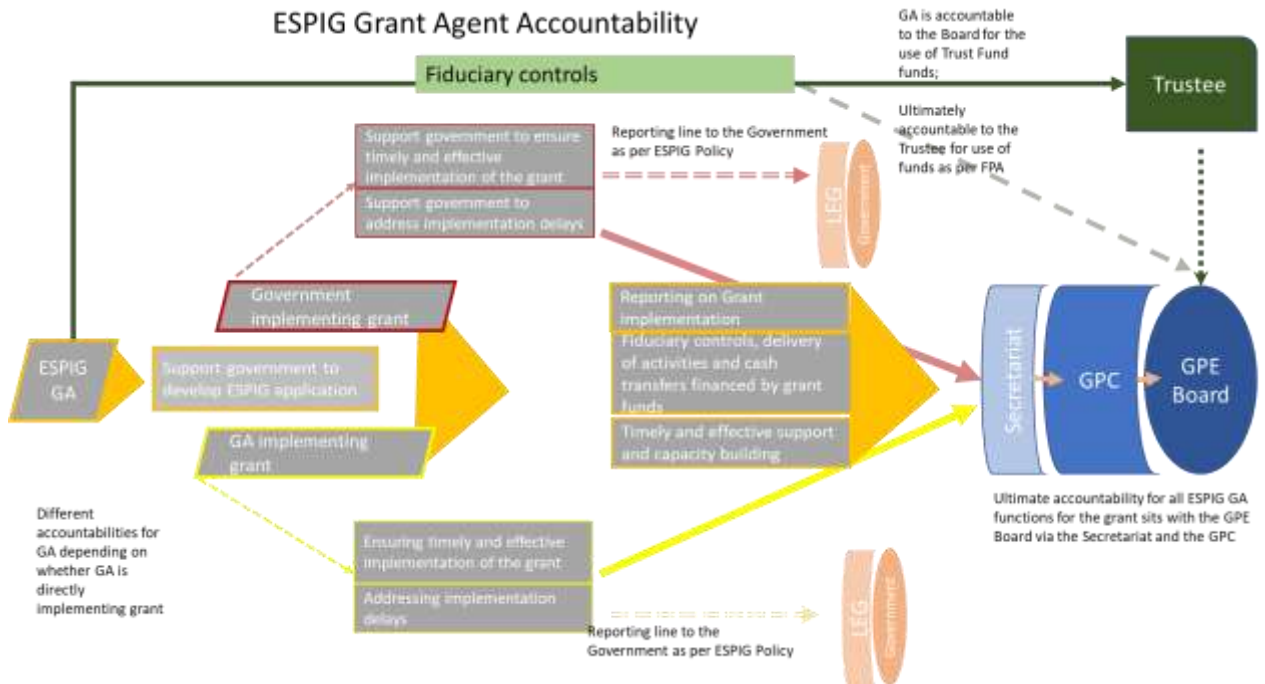 ESPIG Grant Agent Accountability
GA is accountable
to the Board for the
use of Trust Fund
funds;
Fiduciary controls
Trustee
Ultimately
accountable to the
Trustee for use of
funds as per FPA
Support government to ensure
timely and effective
implementation of the grant
Support government to
address implementation delays
Reporting line to the Government
as per ESPIG Policy
LEG
Government
Government
implementing grant
ESPIG
GA
Support government to
develop ESPIG application
GA implementing
grant
Reporting on Grant
implementation
Fiduciary controls, delivery
of activities and cash
transfers financed by grant
funds
Timely and effective support
and capacity building
Secretariat
GPC
GPE
Board
Ultimate accountability for all ESPIG GA
functions for the grant sits with the GPE
Board via the Secretariat and the GPC
Different
accountabilities for
GA depending on
whether GA is
directly
implementing grant
Ensuring timely and effective
implementation of the grant
Addressing implementation
delays
Reporting line to the
Government as per ESPIG Policy
LEG
Government